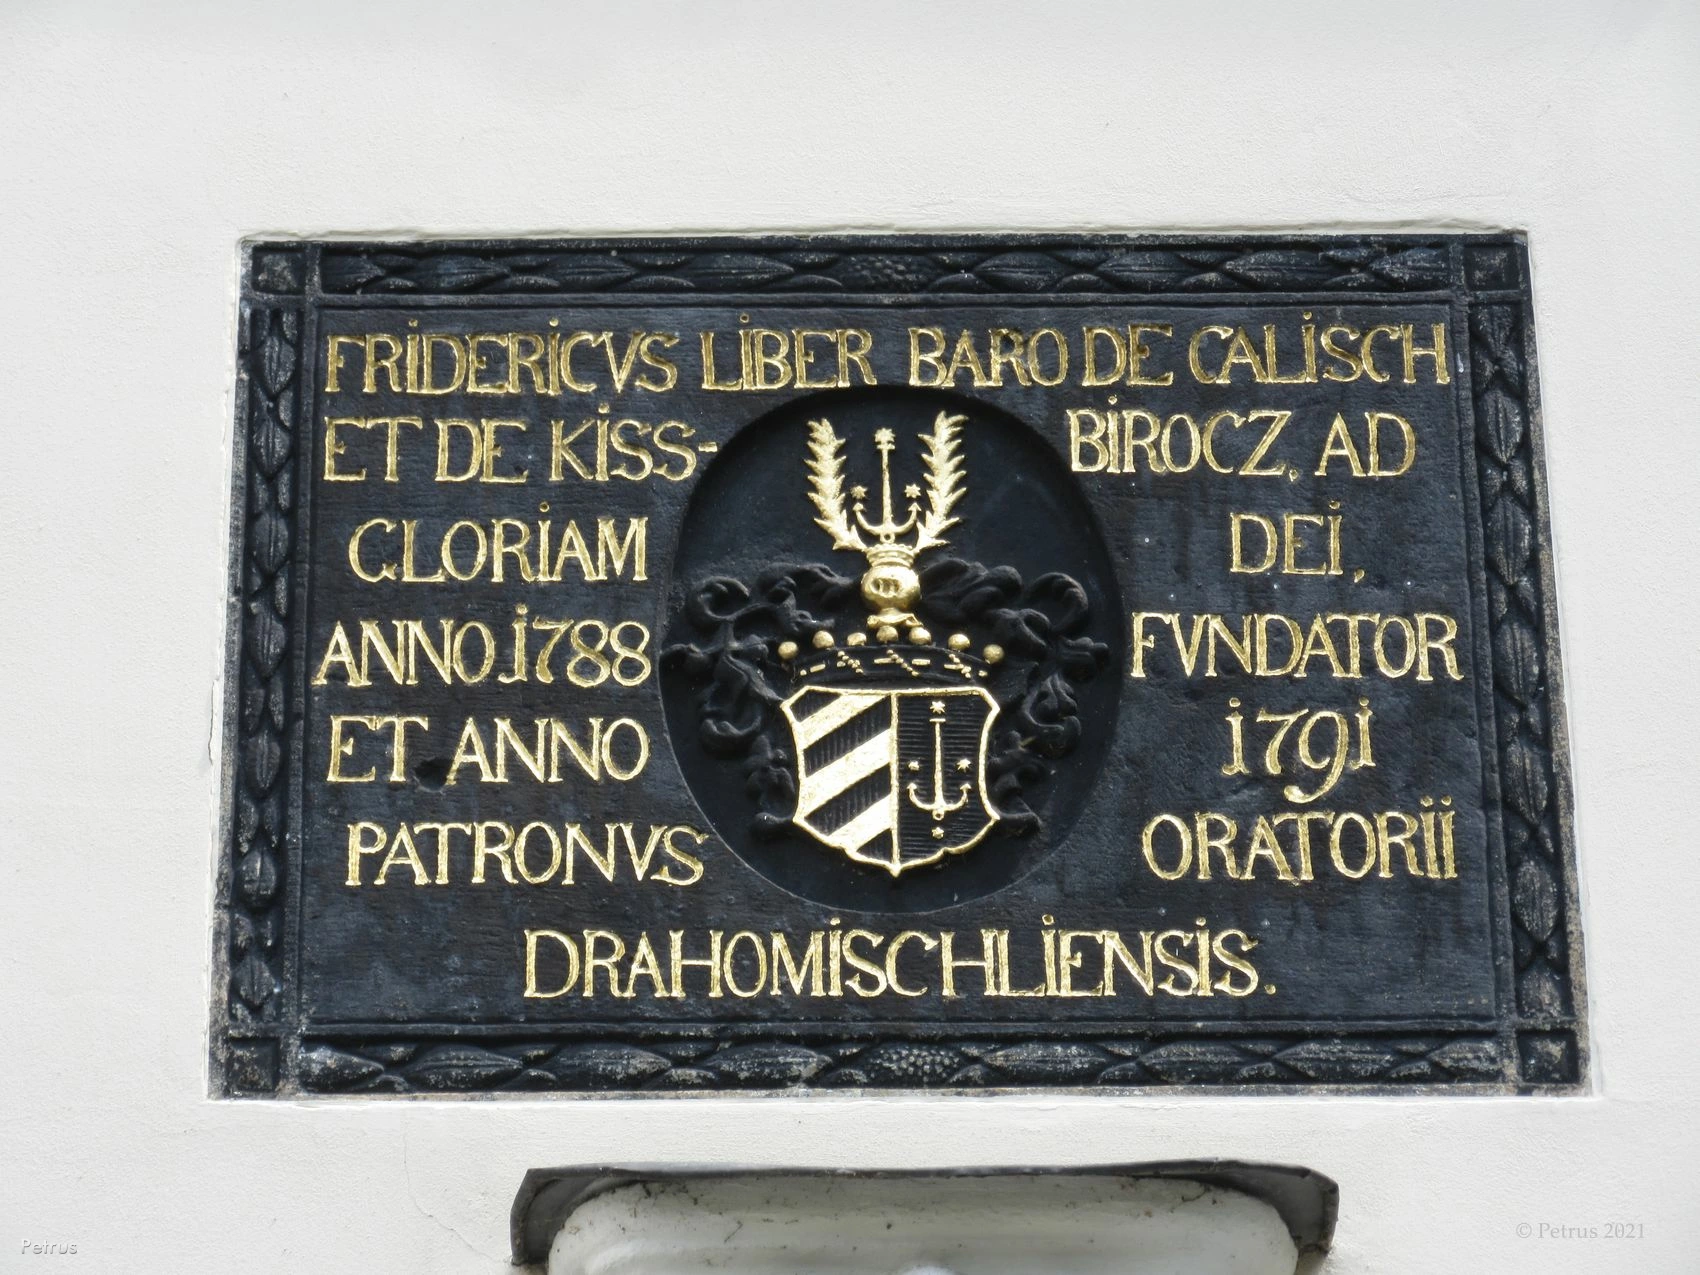 FRiDERiCVS LiBER BARO DE CALiSCH
ET DE KiSS- BiROCZ, AD
GLORiAM DEi,
ANNO.1788 FVNDATOR
ET ANNO 1791
PATRONVS ORATORii
DRAHOMiSCHLiENSiS.
Petrus
© Petrus 2021